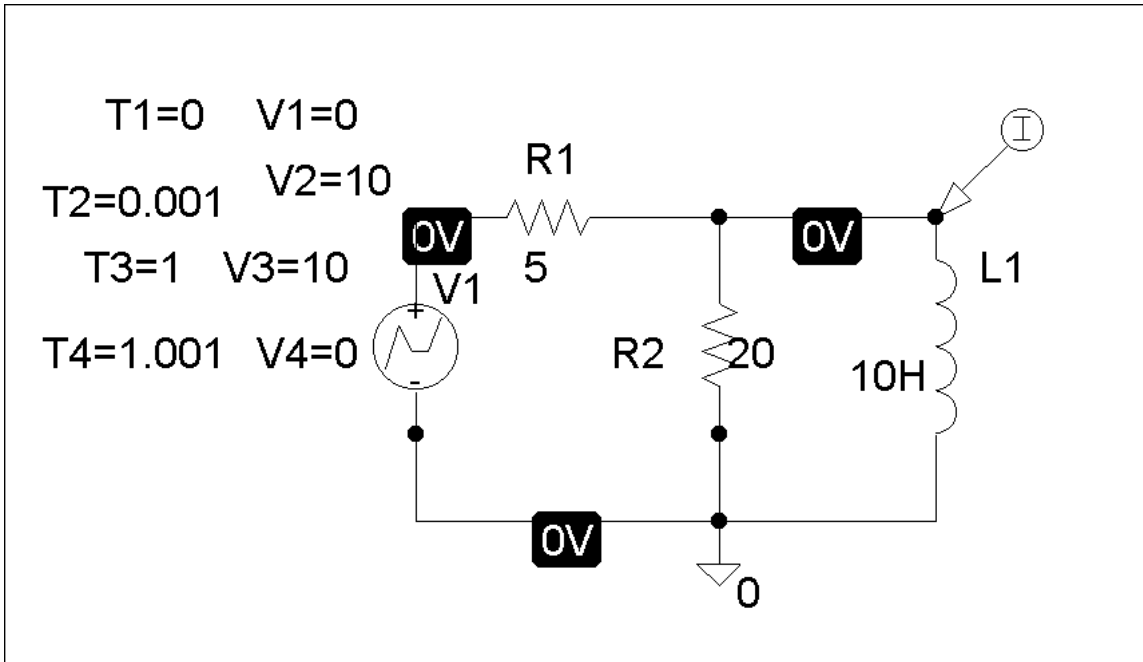 T1=0 V1=0
I
R1
T2=0.001 V2=10
0V
0V
T3=1 V3=10
5
V1
L1
+
T4=1.001 V4=0
R2
20
10H
-
0V
0